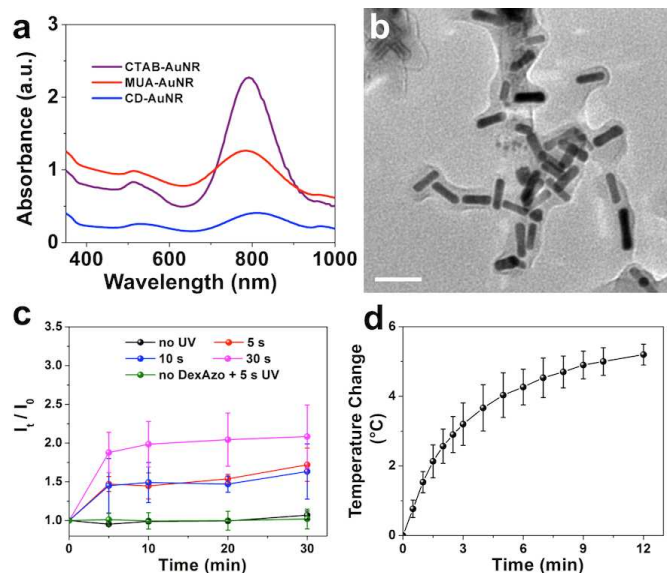 a
CTAB-AuNR
MUA-AuNR
CD-AuNR
Absorbance (a.u.)
3
2
1
0
400 600 800 1000
Wavelength (nm)
b
c
no UV 5 s
10 s 30 s
no DexAzo + 5 s UV
I_t / I_0
3.5
3.0
2.5
2.0
1.5
1.0
0 10 20 30
Time (min)
d
Temperature Change
(°C)
6
4
2
0
0 3 6 9 12
Time (min)